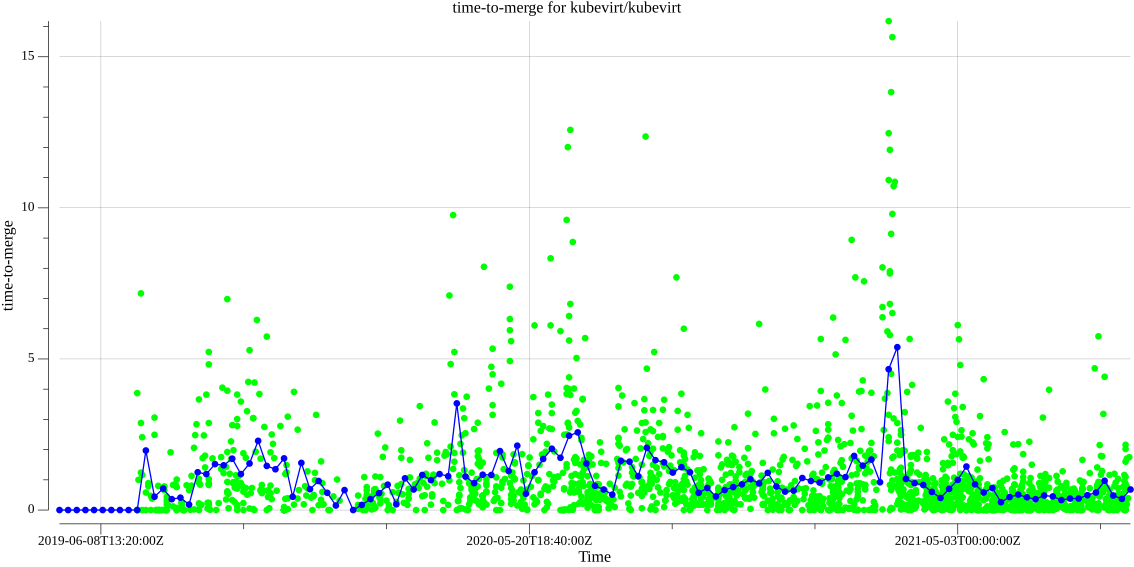 time-to-merge for kubevirt/kubevirt
15
10
5
0
time-to-merge
2019-06-08T13:20:00Z
2020-05-20T18:40:00Z
2021-05-03T00:00:00Z
Time